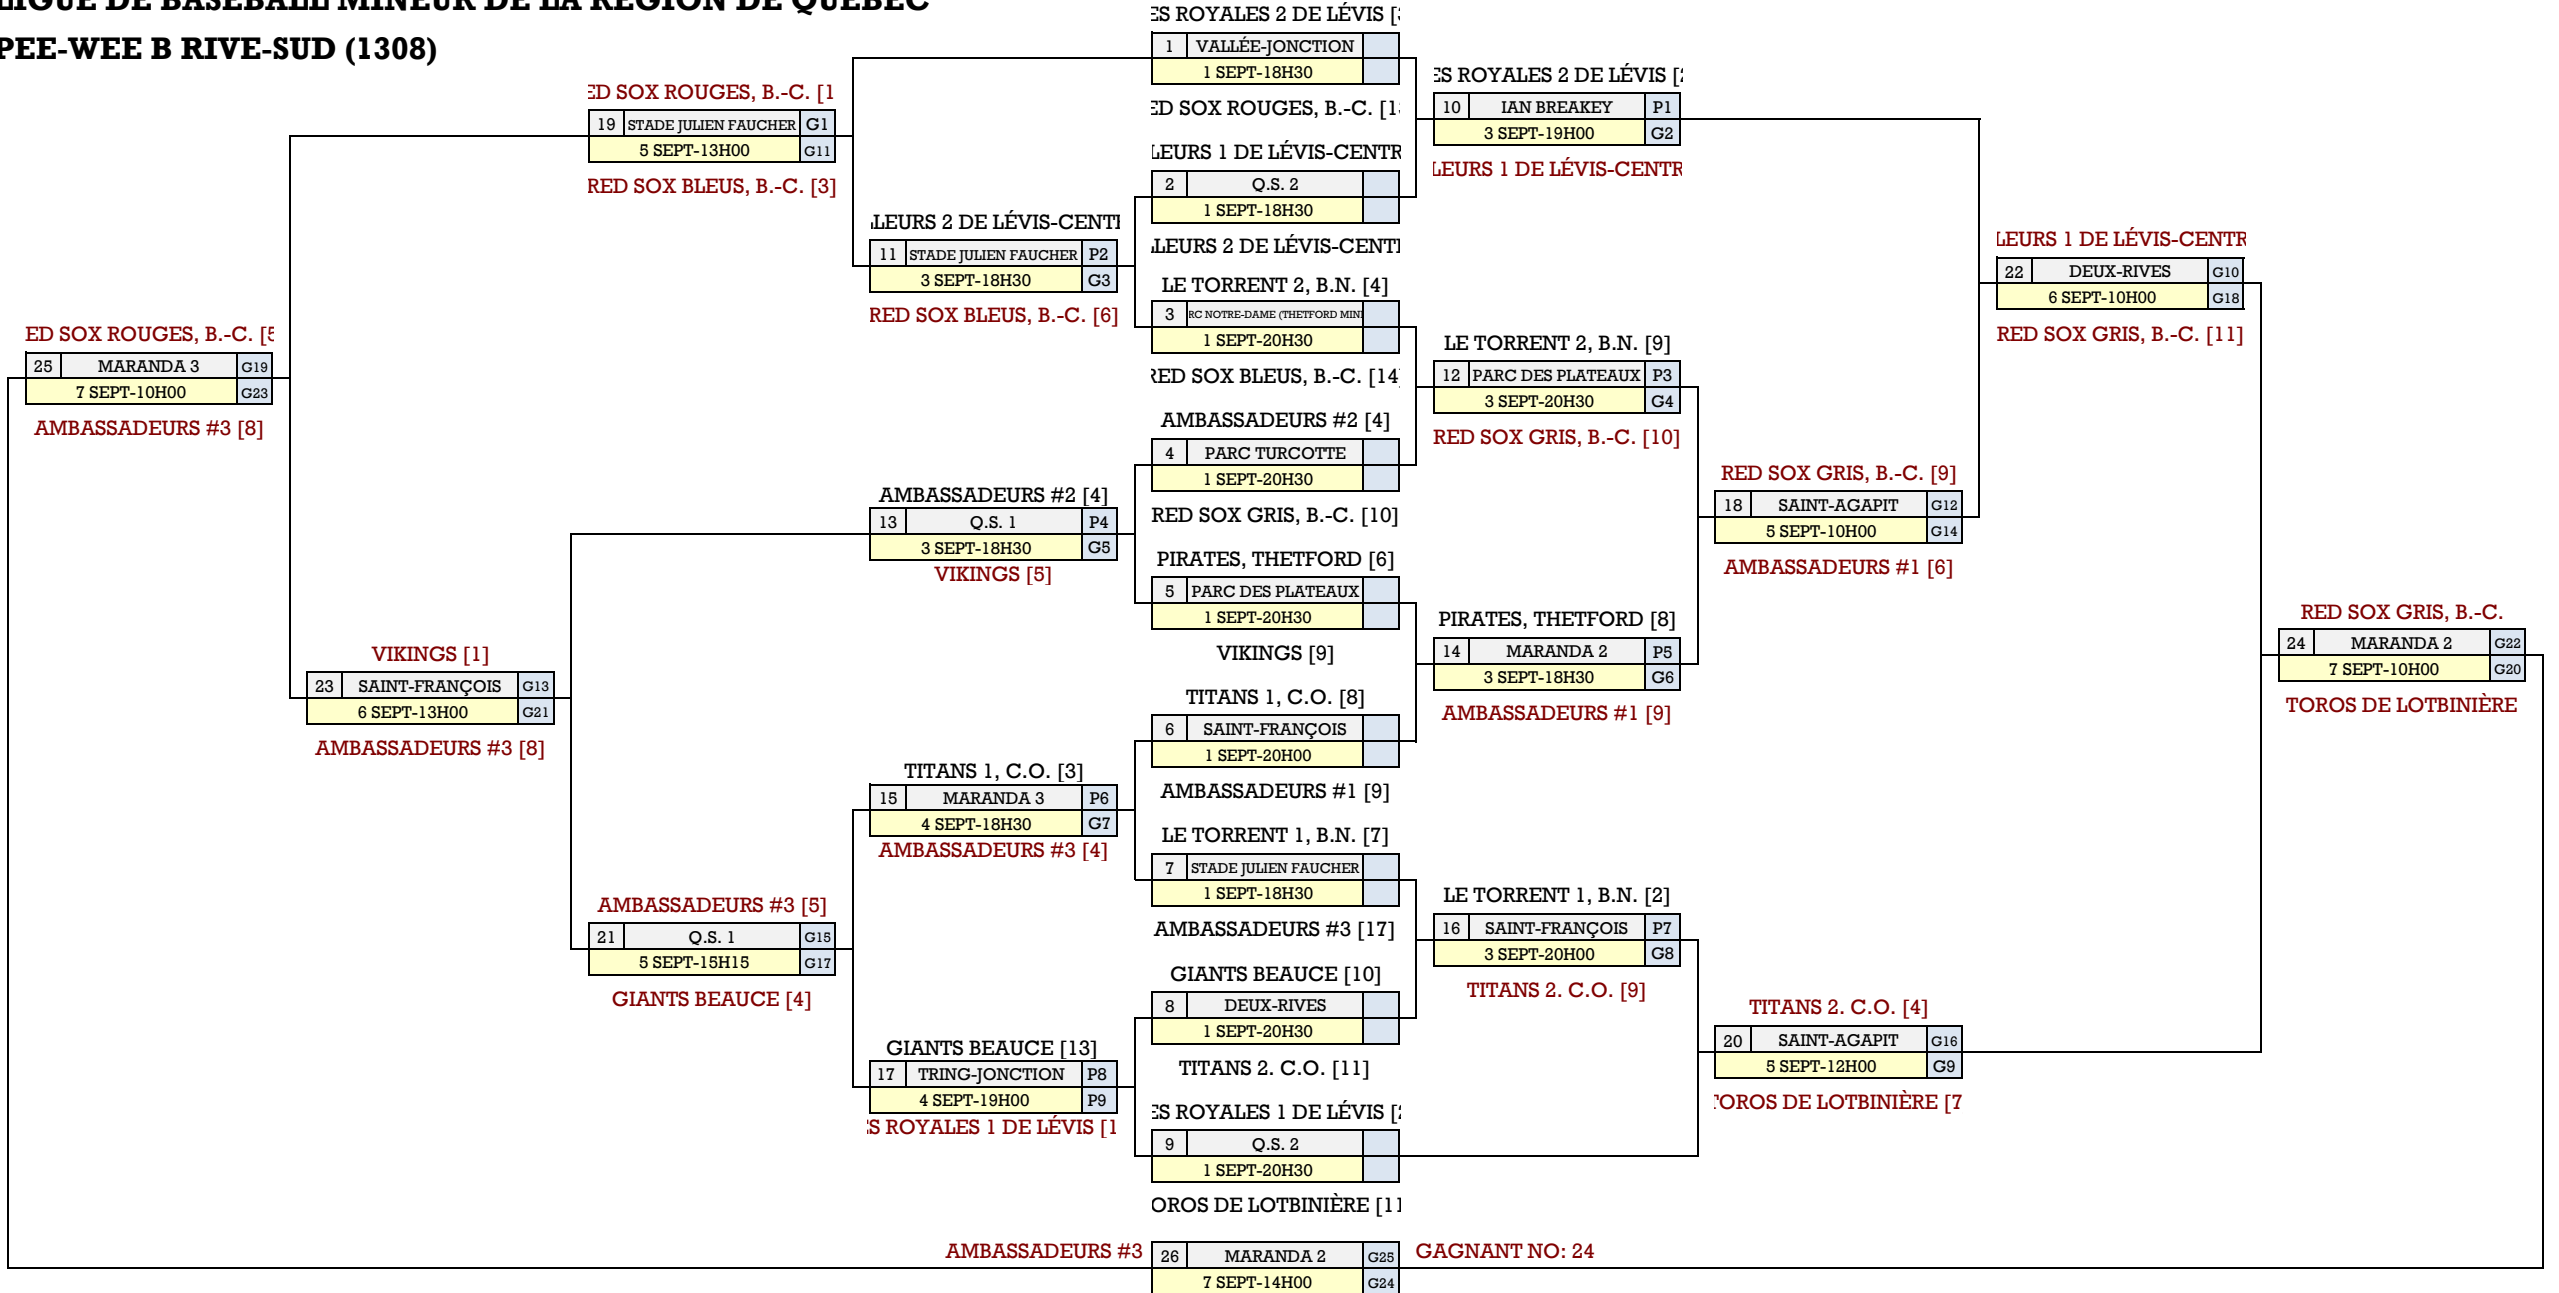 LIGUE DE BASEBALL MINEUR DE LA RÉGION DE QUÉBEC
PEE-WEE B RIVE-SUD (1308)
ED SOX ROUGES, B.-C. [5
25 MARANDA 3 G19
7 SEPT-10H00 G23
AMBASSADEURS #3 [8]
VIKINGS [1]
23 SAINT-FRANÇOIS G13
6 SEPT-13H00 G21
AMBASSADEURS #3 [8]
ED SOX ROUGES, B.-C. [1
19 STADE JULIEN FAUCHER G1
5 SEPT-13H00 G11
RED SOX BLEUS, B.-C. [3]
AMBASSADEURS #3 [5]
21 Q.S. 1 G15
5 SEPT-15H15 G17
GIANTS BEAUCE [4]
LEURS 2 DE LÉVIS-CENT
11 STADE JULIEN FAUCHER P2
3 SEPT-18H30 G3
RED SOX BLEUS, B.-C. [6]
AMBASSADEURS #2 [4]
13 Q.S. 1 P4
3 SEPT-18H30 G5
VIKINGS [5]
TITANS 1, C.O. [3]
15 MARANDA 3 P6
4 SEPT-18H30 G7
AMBASSADEURS #3 [4]
GIANTS BEAUCE [13]
17 TRING-JONCTION P8
4 SEPT-19H00 P9
S ROYALES 1 DE LÉVIS [1
ES ROYALES 2 DE LÉVIS [
1 VALLÉE-JONCTION
1 SEPT-18H30
ED SOX ROUGES, B.-C. [1
LEURS 1 DE LÉVIS-CENTR
2 Q.S. 2
1 SEPT-18H30
LEURS 2 DE LÉVIS-CENT
LE TORRENT 2, B.N. [4]
3 RC NOTRE-DAME (THETFORD MIN
1 SEPT-20H30
RED SOX BLEUS, B.-C. [14
AMBASSADEURS #2 [4]
4 PARC TURCOTTE
1 SEPT-20H30
RED SOX GRIS, B.-C. [10]
PIRATES, THETFORD [6]
5 PARC DES PLATEAUX
1 SEPT-20H30
VIKINGS [9]
TITANS 1, C.O. [8]
6 SAINT-FRANÇOIS
1 SEPT-20H00
AMBASSADEURS #1 [9]
LE TORRENT 1, B.N. [7]
7 STADE JULIEN FAUCHER
1 SEPT-18H30
AMBASSADEURS #3 [17]
GIANTS BEAUCE [10]
8 DEUX-RIVES
1 SEPT-20H30
TITANS 2. C.O. [11]
ES ROYALES 1 DE LÉVIS [
9 Q.S. 2
1 SEPT-20H30
OROS DE LOTBINIÈRE [11
ES ROYALES 2 DE LÉVIS [
10 IAN BREAKEY P1
3 SEPT-19H00 G2
LEURS 1 DE LÉVIS-CENTR
LE TORRENT 2, B.N. [9]
12 PARC DES PLATEAUX P3
3 SEPT-20H30 G4
RED SOX GRIS, B.-C. [10]
PIRATES, THETFORD [8]
14 MARANDA 2 P5
3 SEPT-18H30 G6
AMBASSADEURS #1 [9]
LE TORRENT 1, B.N. [2]
16 SAINT-FRANÇOIS P7
3 SEPT-20H00 G8
TITANS 2. C.O. [9]
RED SOX GRIS, B.-C. [9]
18 SAINT-AGAPIT G12
5 SEPT-10H00 G14
AMBASSADEURS #1 [6]
TITANS 2. C.O. [4]
20 SAINT-AGAPIT G16
5 SEPT-12H00 G9
TOROS DE LOTBINIÈRE [7
LEURS 1 DE LÉVIS-CENTR
22 DEUX-RIVES G10
6 SEPT-10H00 G18
RED SOX GRIS, B.-C. [11]
RED SOX GRIS, B.-C.
24 MARANDA 2 G22
7 SEPT-10H00 G20
TOROS DE LOTBINIÈRE
AMBASSADEURS #3 26 MARANDA 2 G25 GAGNANT NO: 24
7 SEPT-14H00 G24